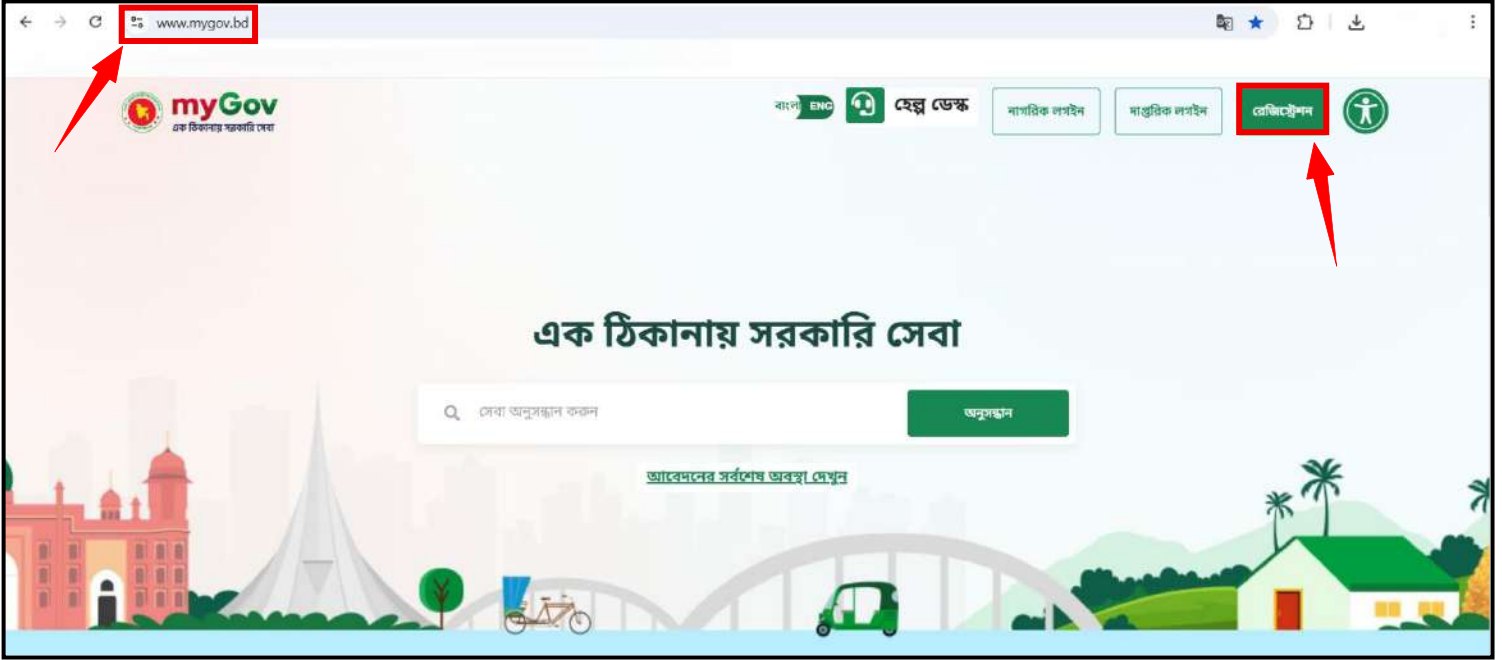 www.mygov.bd
myGov
এক ঠিকানায় সরকারি সেবা
বাংলা ENG
হেল্প ডেস্ক
নাগরিক লগইন
দাপ্তরিক লগইন
রেজিস্ট্রেশন
এক ঠিকানায় সরকারি সেবা
সেবা অনুসন্ধান করুন
অনুসন্ধান
আবেদনের সর্বশেষ অবস্থা দেখুন